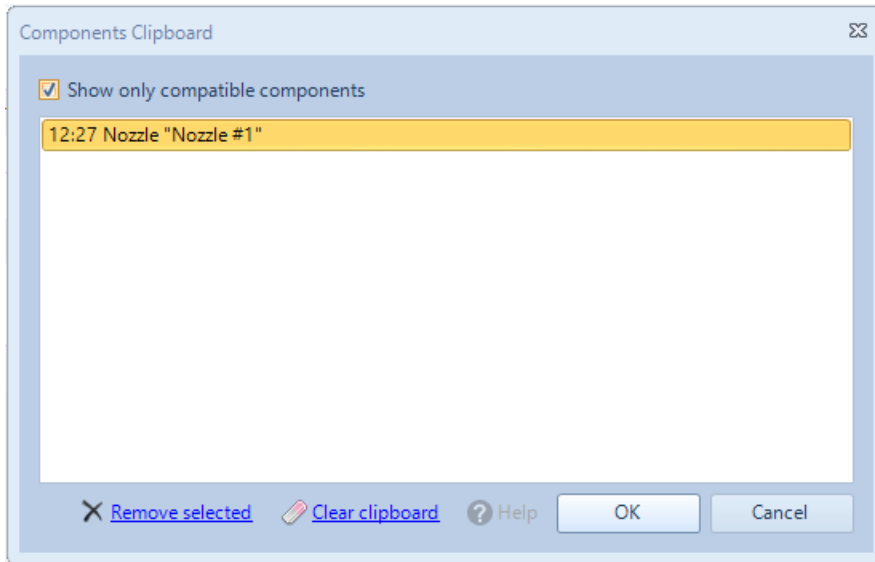 Components Clipboard
Show only compatible components
12:27 Nozzle "Nozzle #1"
Remove selected Clear clipboard Help OK Cancel